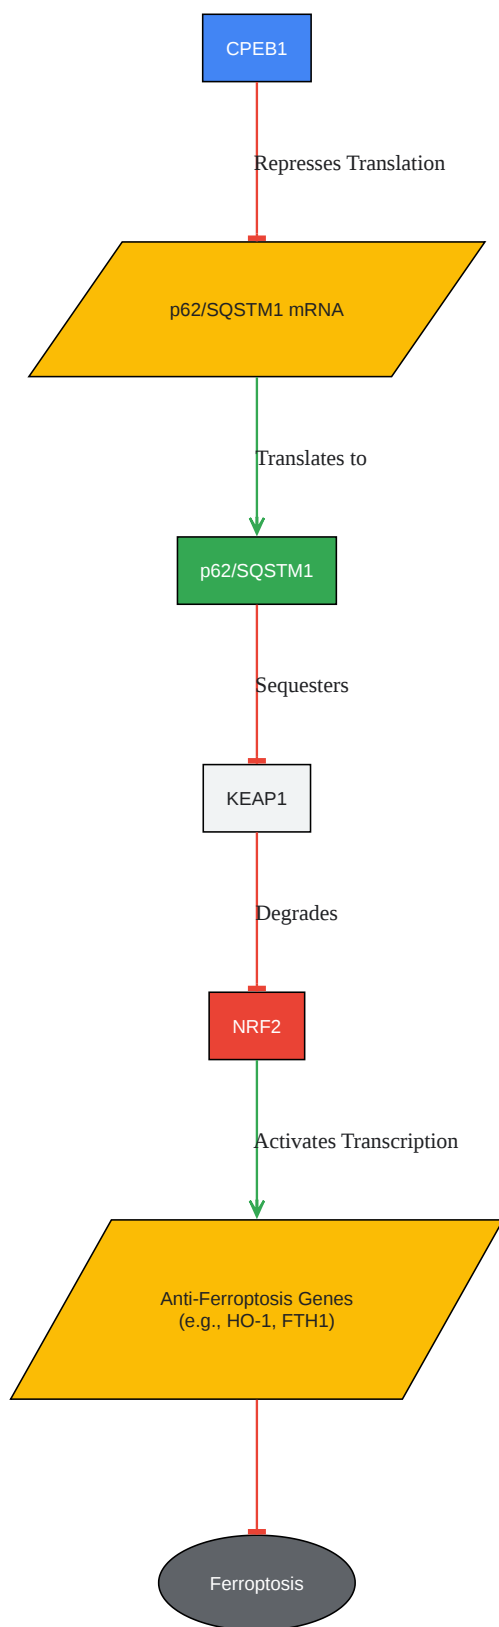 CPEB1
Represses Translation
p62/SQSTM1 mRNA
Translates to
p62/SQSTM1
Sequesters
KEAP1
Degrades
NRF2
Activates Transcription
Anti-Ferroptosis Genes
(e.g., HO-1, FTH1)
Ferroptosis